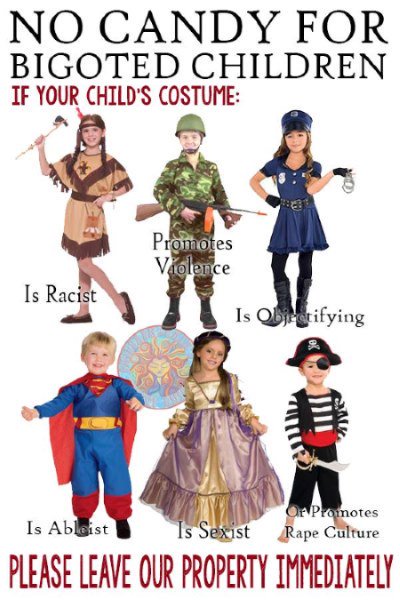 NO CANDY FOR
BIGOTED CHILDREN
IF YOUR CHILD'S COSTUME:
Is Racist
Promotes
Violence
Is Objectifying
Is Ableist
Is Sexist
Or Promotes
Rape Culture
PLEASE LEAVE OUR PROPERTY IMMEDIATELY